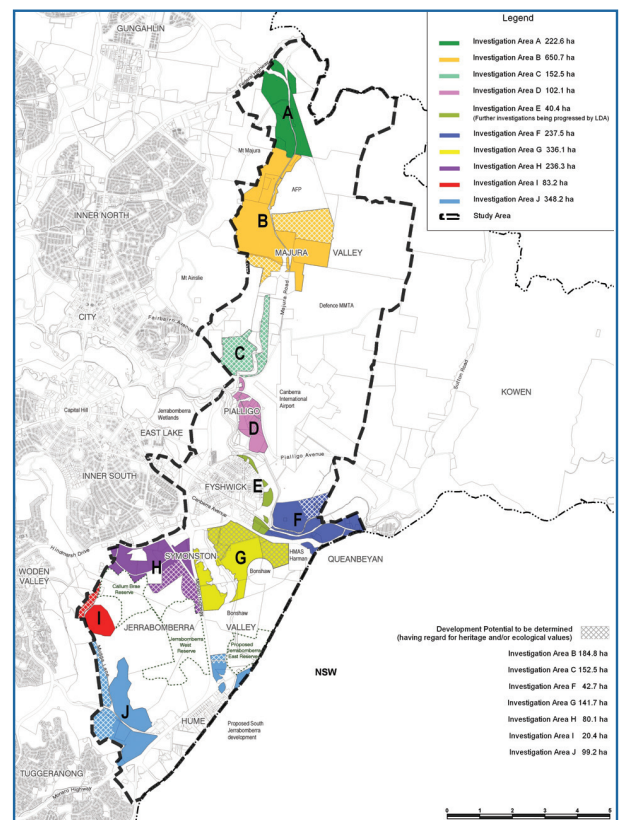 GUNGAHLIN
Legend
Investigation Area A 222.6 ha
Investigation Area B 650.7 ha
Investigation Area C 152.5 ha
Investigation Area D 102.1 ha
Investigation Area E 40.4 ha
(Further investigations being progressed by LDA)
Investigation Area F 237.5 ha
Investigation Area G 336.1 ha
Investigation Area H 236.3 ha
Investigation Area I 83.2 ha
Investigation Area J 348.2 ha
Study Area
A
Mt Majura
AFP
INNER NORTH
B
MAJURA
VALLEY
Mt Ainslie
Majura Road
Defence MMTA
CITY
Fairbairn Avenue
C
Sutton Road
KOWEN
Capital Hill
Jerrabomberra
Wetlands
PIALLIGO
Canberra
International
Airport
EAST LAKE
D
Pialligo Avenue
INNER SOUTH
FYSHWICK
E
Canberra Avenue
F
Hindmarsh Drive
SYMONSTON
HMAS
Harman
QUEANBEYAN
WODEN
VALLEY
H
G
Bonshaw
Callum Brae
Reserve
I
JERRABOMBERRA
VALLEY
Bonshaw
Jerrabomberra
West
Reserve
Proposed
Jerrabomberra
East Reserve
NSW
Development Potential to be determined
(having regard for heritage and/or ecological values)
Investigation Area B 184.8 ha
Investigation Area C 152.5 ha
Investigation Area F 42.7 ha
Investigation Area G 141.7 ha
Investigation Area H 80.1 ha
Investigation Area I 20.4 ha
Investigation Area J 99.2 ha
J
HUME
Proposed South
Jerrabomberra
development
TUGGERANONG
Monaro Highway
0 1 2 3 4 5